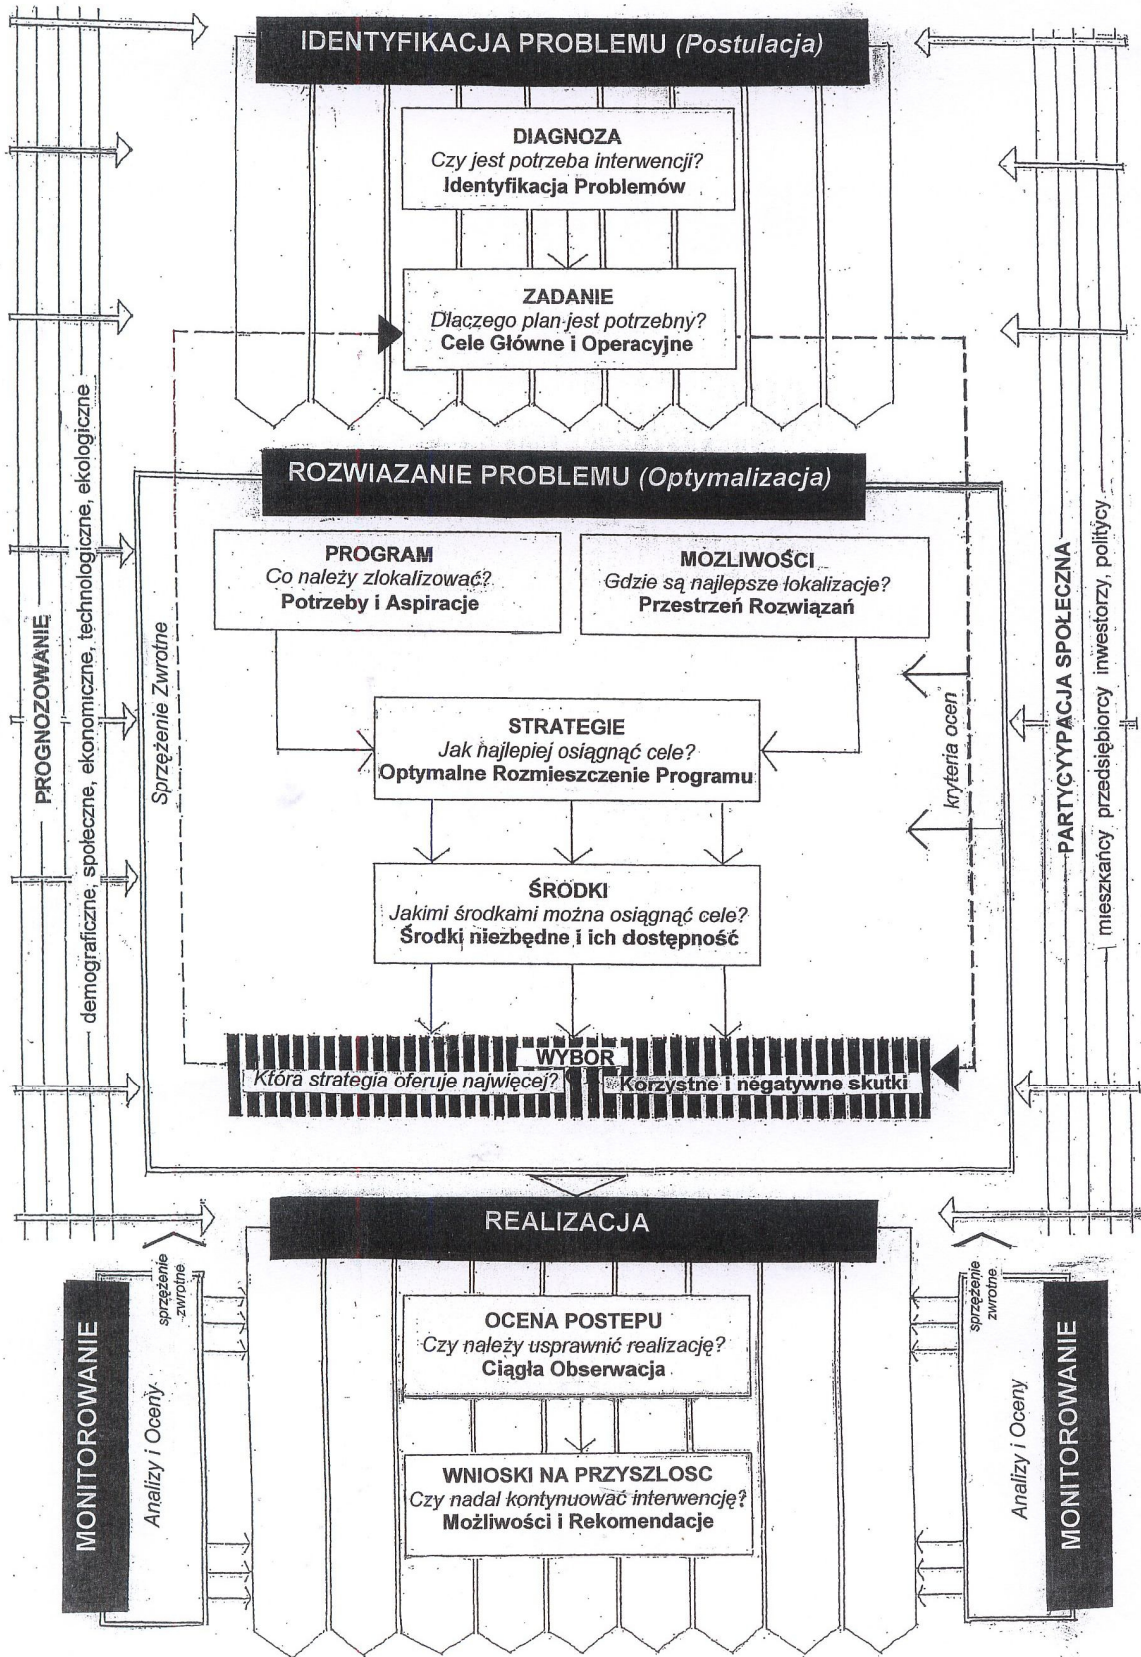 IDENTYFIKACJA PROBLEMU (Postulacja)
DIAGNOZA
Czy jest potrzeba interwencji?
Identyfikacja Problemów
ZADANIE
Dlaczego plan jest potrzebny?
Cele Główne i Operacyjne
ROZWIAZANIE PROBLEMU (Optymalizacja)
PROGRAM
Co należy zlokalizować?
Potrzeby i Aspiracje
MOZLIWOŚCI
Gdzie są najlepsze lokalizacje?
Przestrzeń Rozwiązań
STRATEGIE
Jak najlepiej osiągnąć cele?
Optymalne Rozmieszczenie Programu
ŚRODKI
Jakimi środkami można osiągnąć cele?
Środki niezbędne i ich dostępność
WYBOR
Która strategia oferuje najwięcej?
Korzystne i negatywne skutki
Sprzężenie Zwrotne
kryteria ocen
PROGNOZOWANIE
demograficzne, społeczne, ekonomiczne, technologiczne, ekologiczne
PARTYCYPACJA SPOŁECZNA
mieszkańcy przedsiębiorcy inwestorzy, politycy
REALIZACJA
OCENA POSTEPU
Czy należy usprawnić realizację?
Ciągła Obserwacja
WNIOSKI NA PRZYSZLOSC
Czy nadal kontynuować interwencję?
Możliwości i Rekomendacje
MONITOROWANIE
Analizy i Oceny
sprzężenie
zwrotne
MONITOROWANIE
Analizy i Oceny
sprzężenie
zwrotne